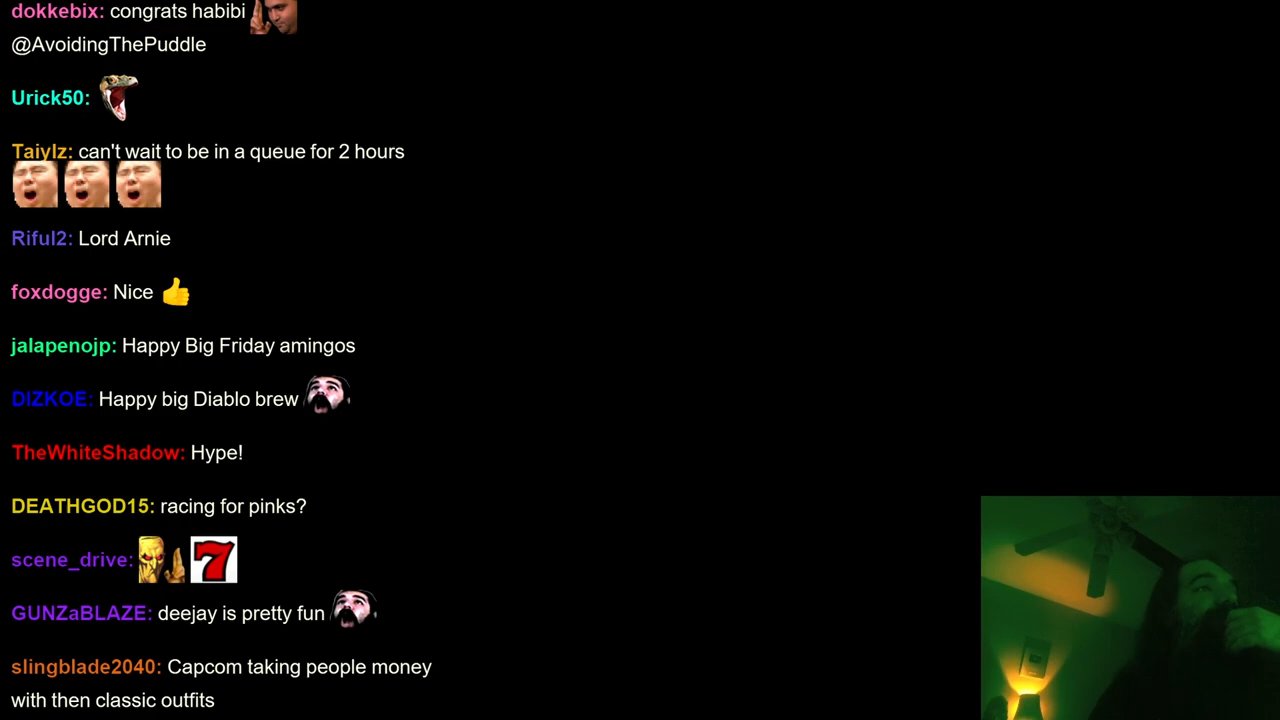 dokkebix: congrats habibi
@AvoidingThePuddle
Urick50:
Taiylz: can't wait to be in a queue for 2 hours
Riful2: Lord Arnie
foxdogge: Nice 👍
jalapenojp: Happy Big Friday amingos
DIZKOE: Happy big Diablo brew
TheWhiteShadow: Hype!
DEATHGOD15: racing for pinks?
scene_drive: 7
GUNZaBLAZE: deejay is pretty fun
slingblade2040: Capcom taking people money
with then classic outfits